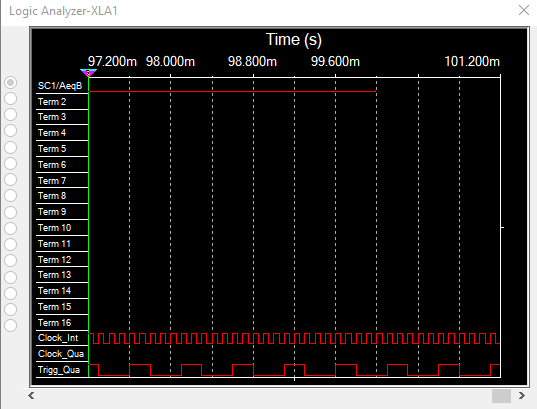 Logic Analyzer-XLA1
Time (s)
97.200m 98.000m 98.800m 99.600m 101.200m
SC1/AeqB
Term 2
Term 3
Term 4
Term 5
Term 6
Term 7
Term 8
Term 9
Term 10
Term 11
Term 12
Term 13
Term 14
Term 15
Term 16
Clock_Int
Clock_Qua
Trigg_Qua